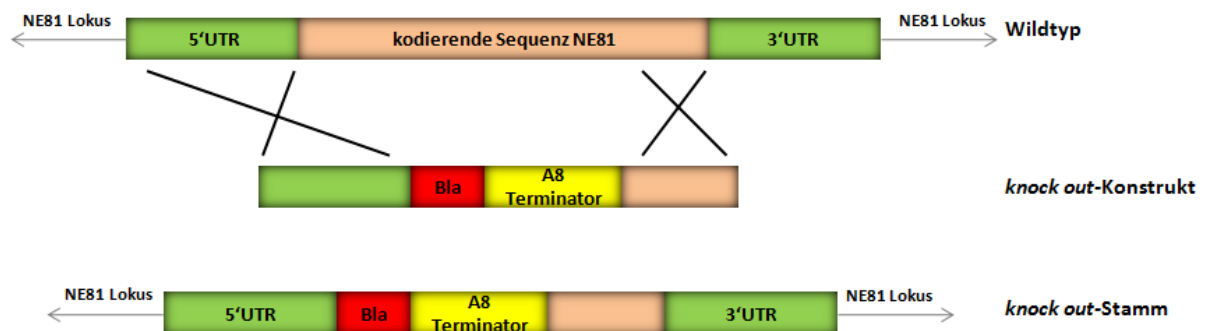 NE81 Lokus
5'UTR
kodierende Sequenz NE81
3'UTR
NE81 Lokus
Wildtyp
Bla
A8
Terminator
knock out-Konstrukt
NE81 Lokus
5'UTR
Bla
A8
Terminator
3'UTR
NE81 Lokus
knock out-Stamm